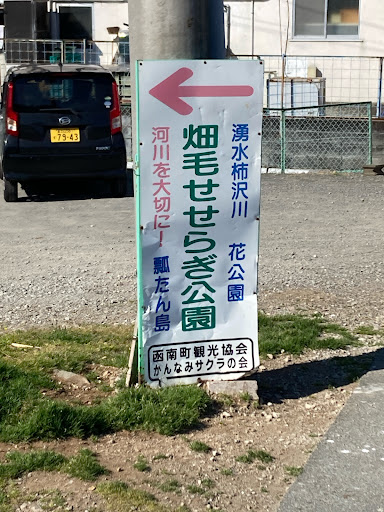 湧水柿沢川 花公園
畑毛せせらぎ公園
河川を大切に! 瓢たん島
函南町観光協会
かんなみサクラの会
79-43